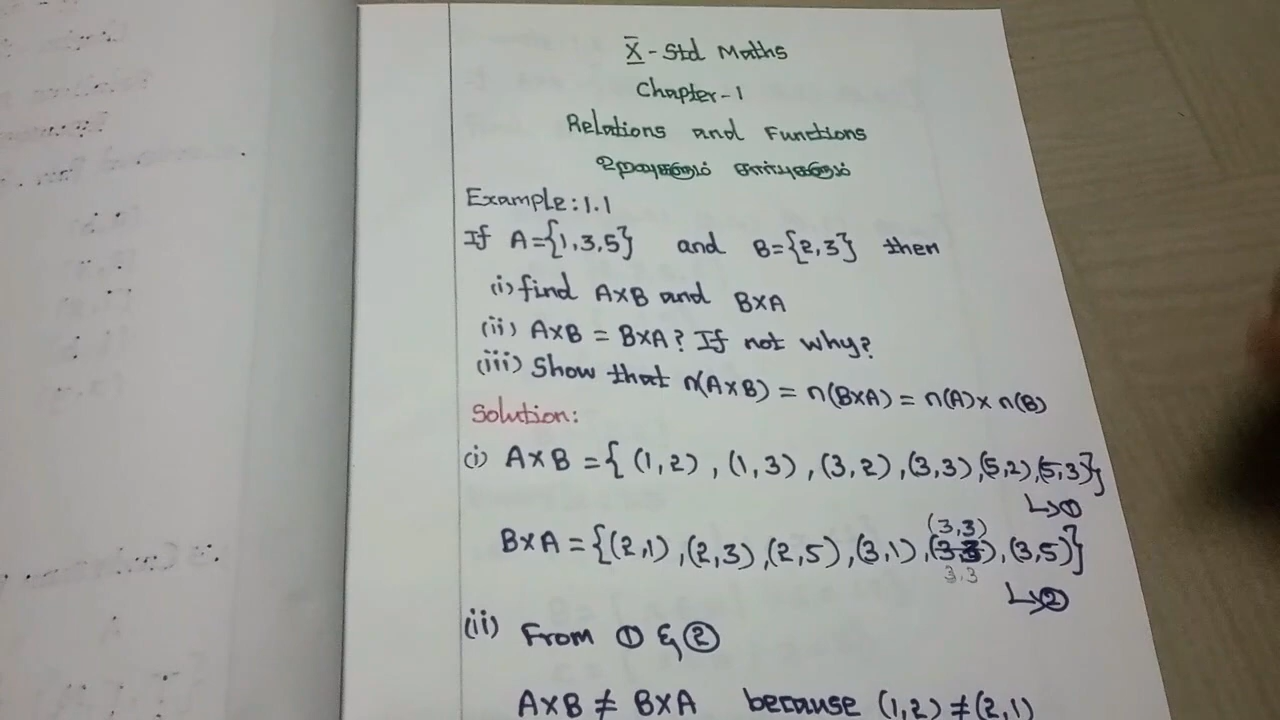 X - Std Maths
Chapter-1
Relations and Functions
உறவுகளும் சார்புகளும்
Example: 1.1
If A={1,3,5} and B={2,3} then
(i) find A×B and B×A
(ii) A×B = B×A? If not why?
(iii) Show that n(A×B) = n(B×A) = n(A)× n(B)
Solution:
(i) A×B = { (1,2) , (1,3) , (3,2) , (3,3) ,(5,2),(5,3)}
↳①
(3,3)
B×A = {(2,1) ,(2,3) ,(2,5) ,(3,1) ,(3,3), (3,5)}
3,3
↳②
(ii) From ① & ②
A×B ≠ B×A because (1,2) ≠ (2,1)